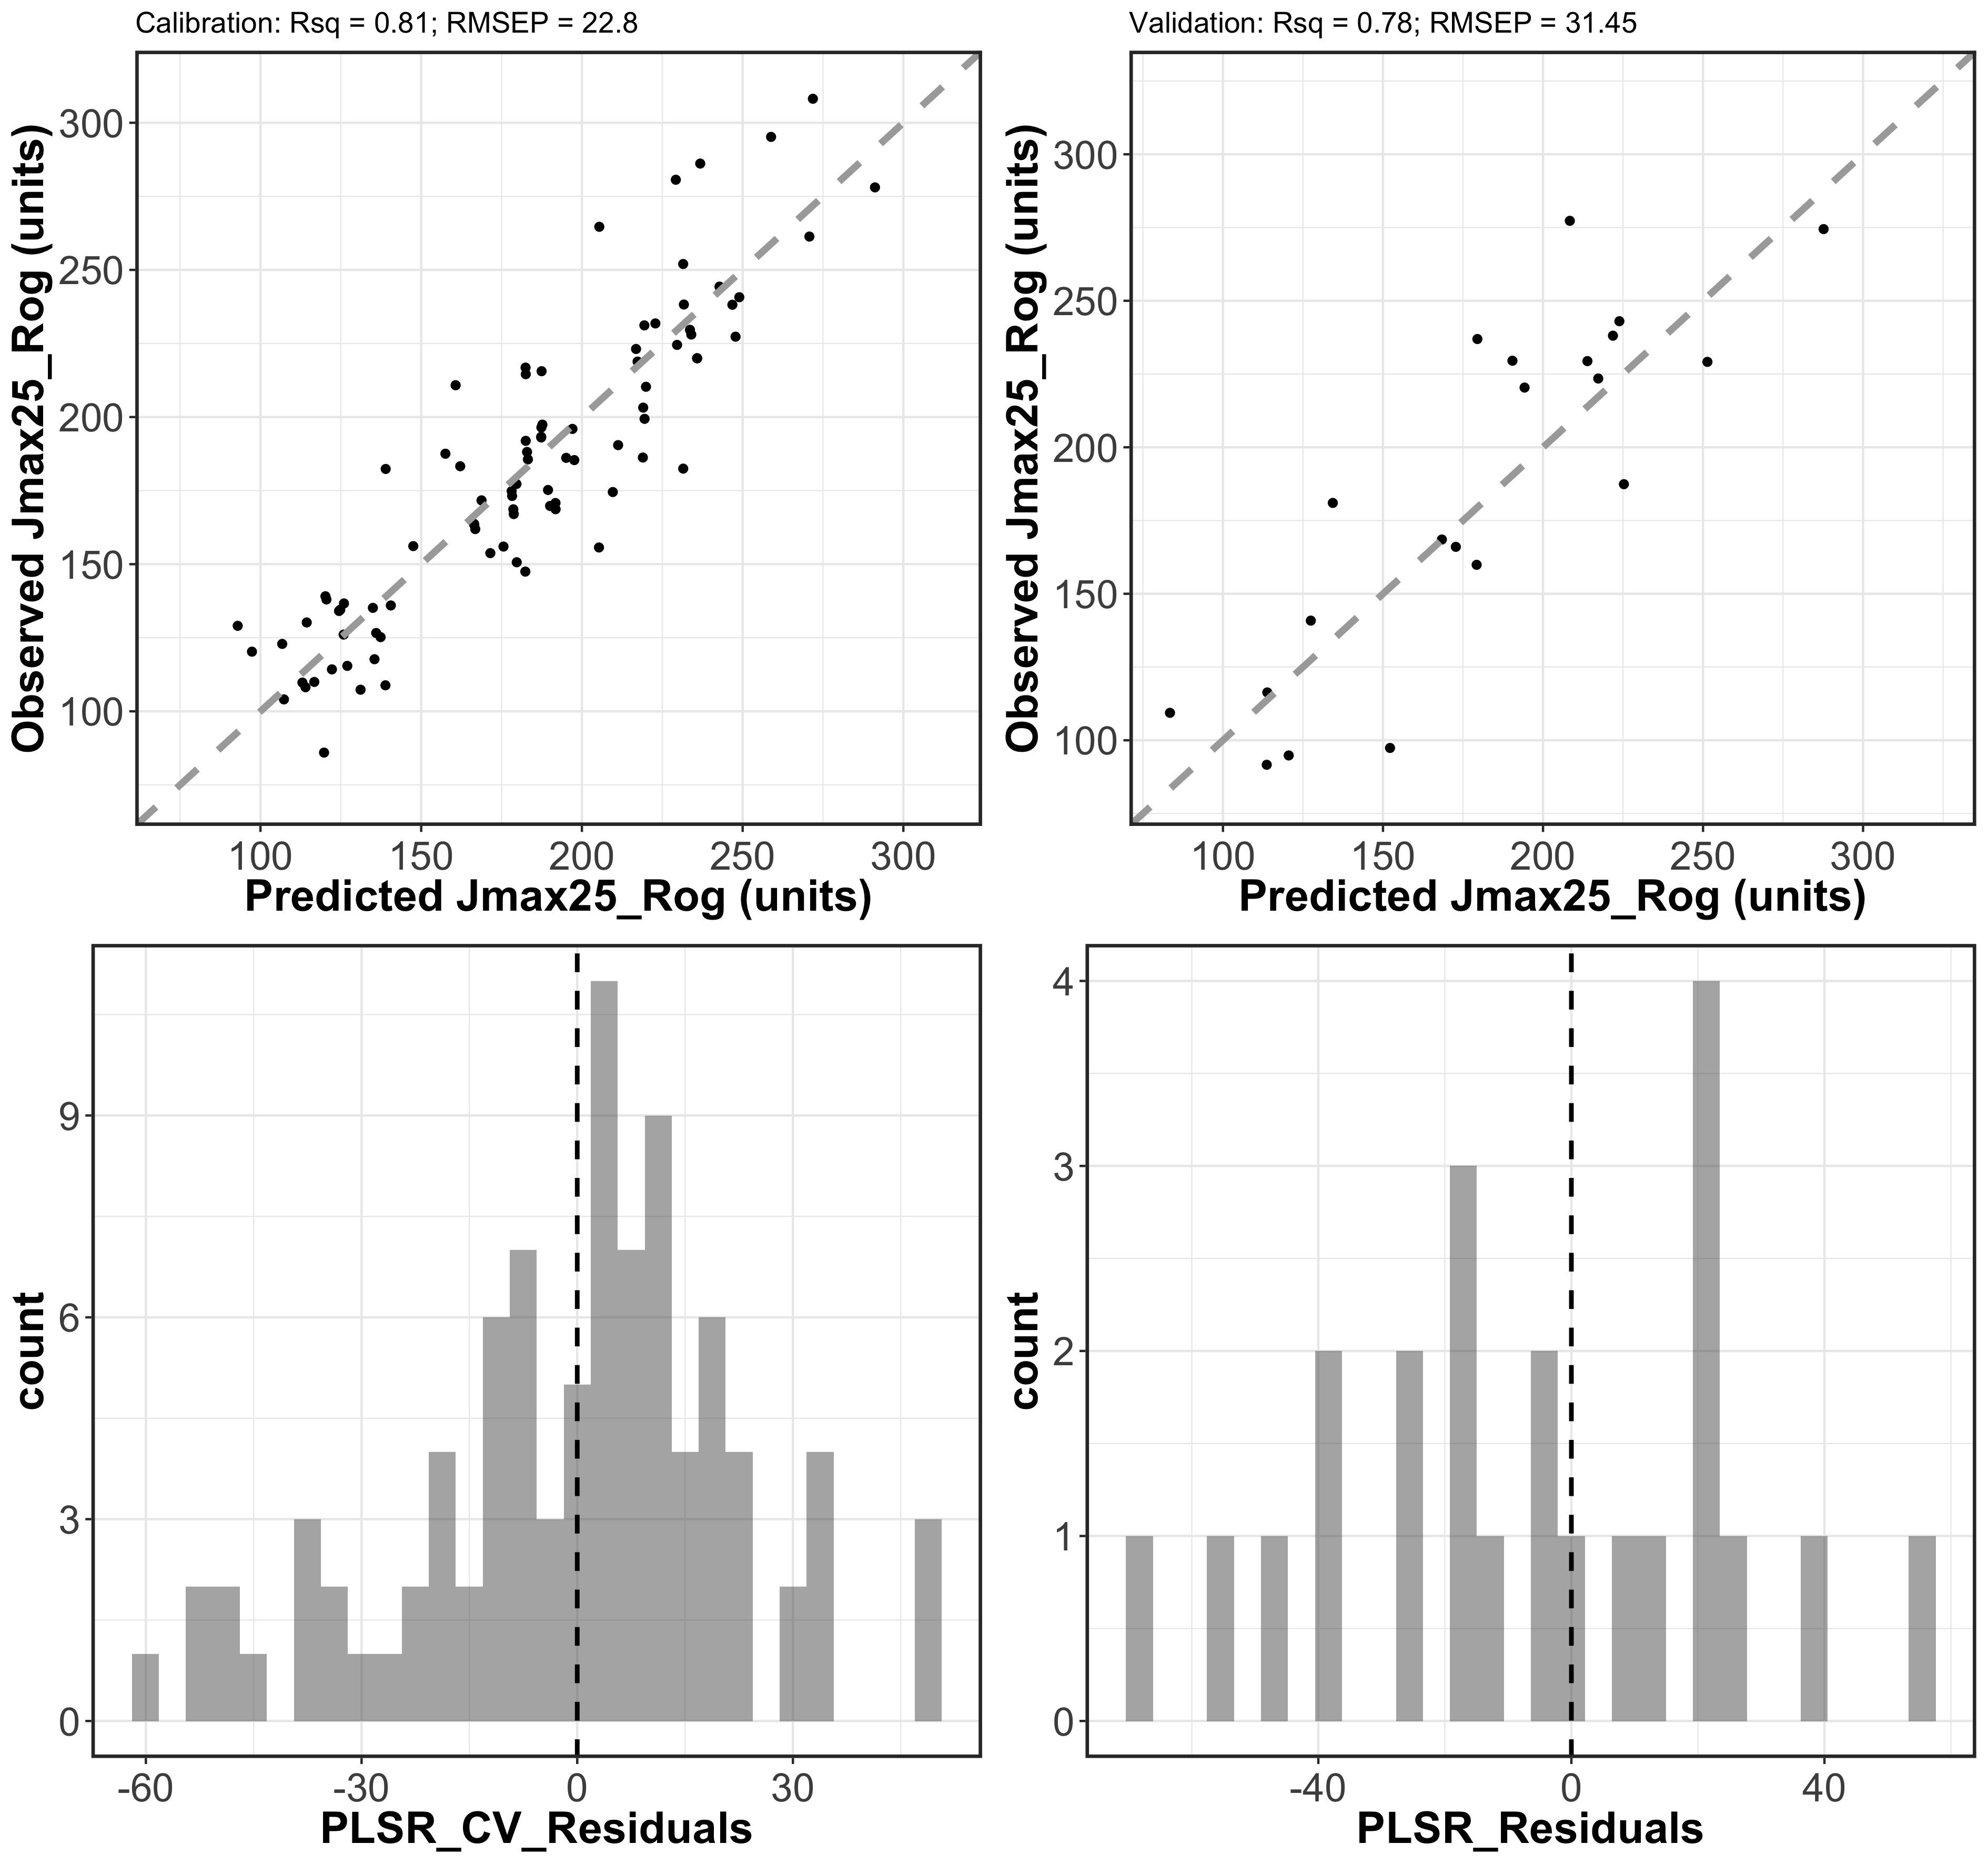 Calibration: Rsq = 0.81; RMSEP = 22.8
Observed Jmax25_Rog (units)
300
250
200
150
100
100 150 200 250 300
Predicted Jmax25_Rog (units)
Validation: Rsq = 0.78; RMSEP = 31.45
Observed Jmax25_Rog (units)
300
250
200
150
100
100 150 200 250 300
Predicted Jmax25_Rog (units)
count
9
6
3
0
-60 -30 0 30
PLSR_CV_Residuals
count
4
3
2
1
0
-40 0 40
PLSR_Residuals